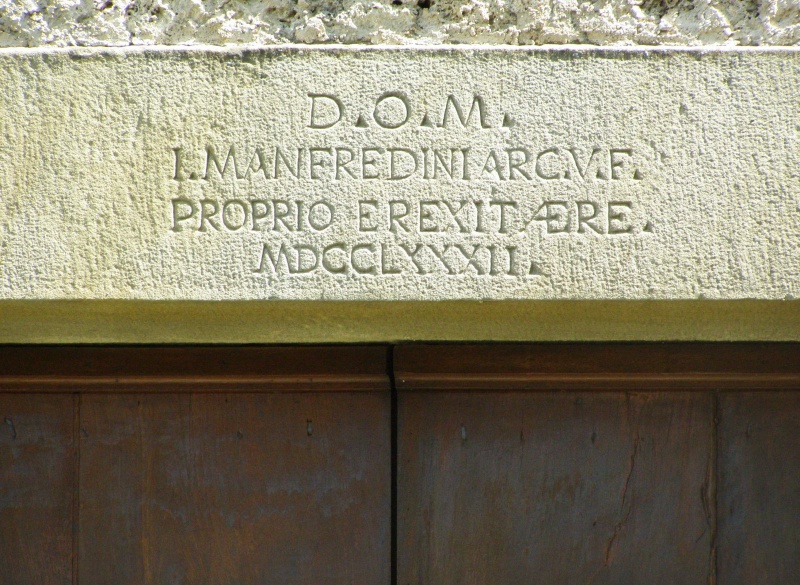 D.O.M.
I.MANFREDINI ARC.V.F.
PROPRIO EREXIT ÆRE.
MDCCLXXXII.